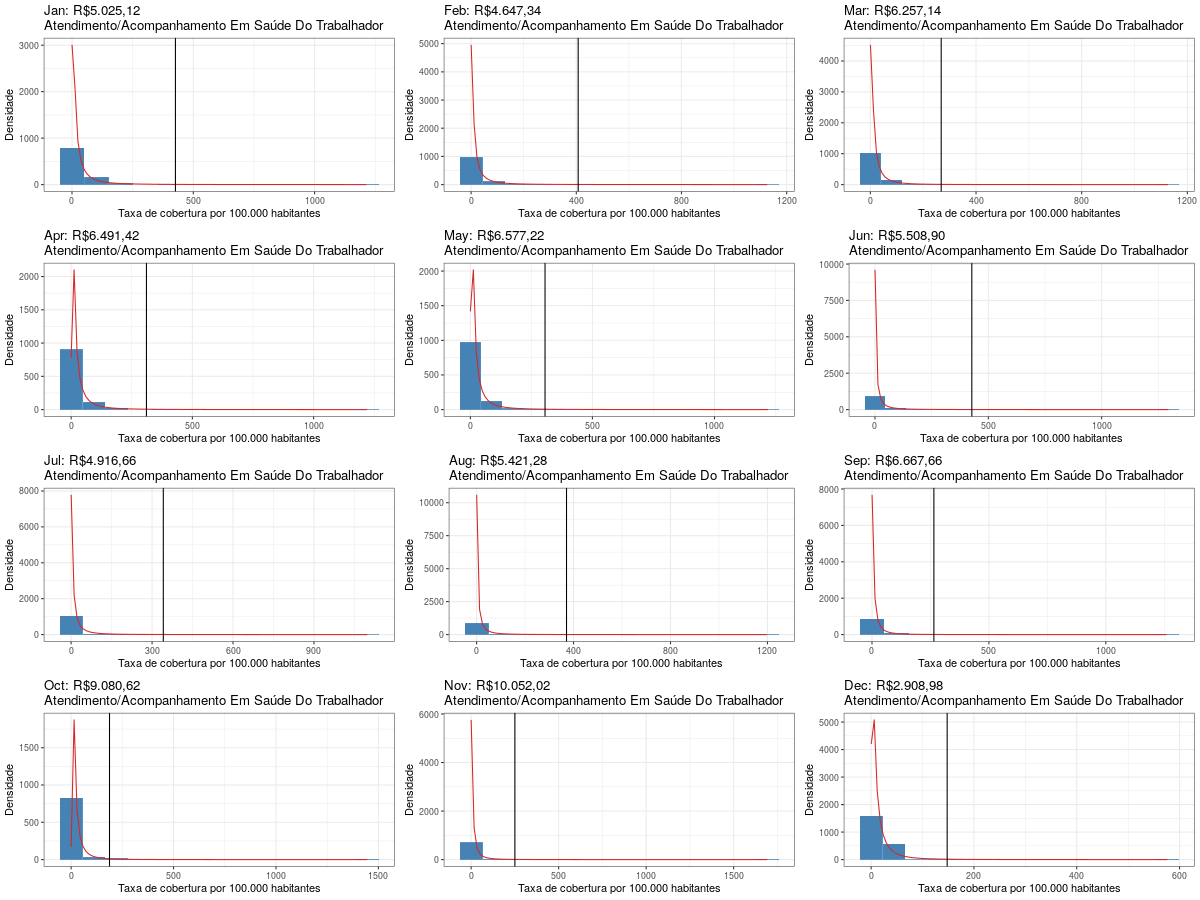 Jan: R$5.025,12
Atendimento/Acompanhamento Em Saúde Do Trabalhador
Densidade
3000
2000
1000
0
0
500
1000
Taxa de cobertura por 100.000 habitantes
Feb: R$4.647,34
Atendimento/Acompanhamento Em Saúde Do Trabalhador
Densidade
5000
4000
3000
2000
1000
0
0
400
800
1200
Taxa de cobertura por 100.000 habitantes
Mar: R$6.257,14
Atendimento/Acompanhamento Em Saúde Do Trabalhador
Densidade
4000
3000
2000
1000
0
0
400
800
1200
Taxa de cobertura por 100.000 habitantes
Apr: R$6.491,42
Atendimento/Acompanhamento Em Saúde Do Trabalhador
Densidade
2000
1500
1000
500
0
0
500
1000
Taxa de cobertura por 100.000 habitantes
May: R$6.577,22
Atendimento/Acompanhamento Em Saúde Do Trabalhador
Densidade
2000
1500
1000
500
0
0
500
1000
Taxa de cobertura por 100.000 habitantes
Jun: R$5.508,90
Atendimento/Acompanhamento Em Saúde Do Trabalhador
Densidade
10000
7500
5000
2500
0
0
500
1000
Taxa de cobertura por 100.000 habitantes
Jul: R$4.916,66
Atendimento/Acompanhamento Em Saúde Do Trabalhador
Densidade
8000
6000
4000
2000
0
0
300
600
900
Taxa de cobertura por 100.000 habitantes
Aug: R$5.421,28
Atendimento/Acompanhamento Em Saúde Do Trabalhador
Densidade
10000
7500
5000
2500
0
0
400
800
1200
Taxa de cobertura por 100.000 habitantes
Sep: R$6.667,66
Atendimento/Acompanhamento Em Saúde Do Trabalhador
Densidade
8000
6000
4000
2000
0
0
500
1000
Taxa de cobertura por 100.000 habitantes
Oct: R$9.080,62
Atendimento/Acompanhamento Em Saúde Do Trabalhador
Densidade
1500
1000
500
0
0
500
1000
1500
Taxa de cobertura por 100.000 habitantes
Nov: R$10.052,02
Atendimento/Acompanhamento Em Saúde Do Trabalhador
Densidade
6000
4000
2000
0
0
500
1000
1500
Taxa de cobertura por 100.000 habitantes
Dec: R$2.908,98
Atendimento/Acompanhamento Em Saúde Do Trabalhador
Densidade
5000
4000
3000
2000
1000
0
0
200
400
600
Taxa de cobertura por 100.000 habitantes